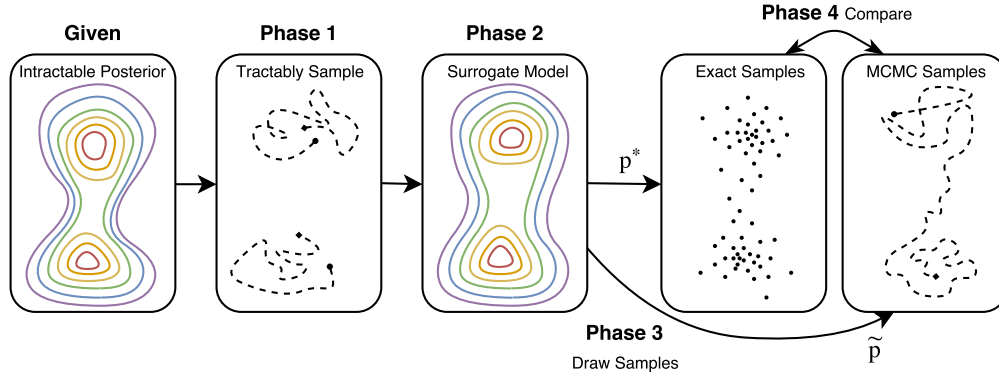 Given
Intractable Posterior
Phase 1
Tractably Sample
Phase 2
Surrogate Model
p*
Phase 3
Draw Samples
p̃
Phase 4 Compare
Exact Samples
MCMC Samples